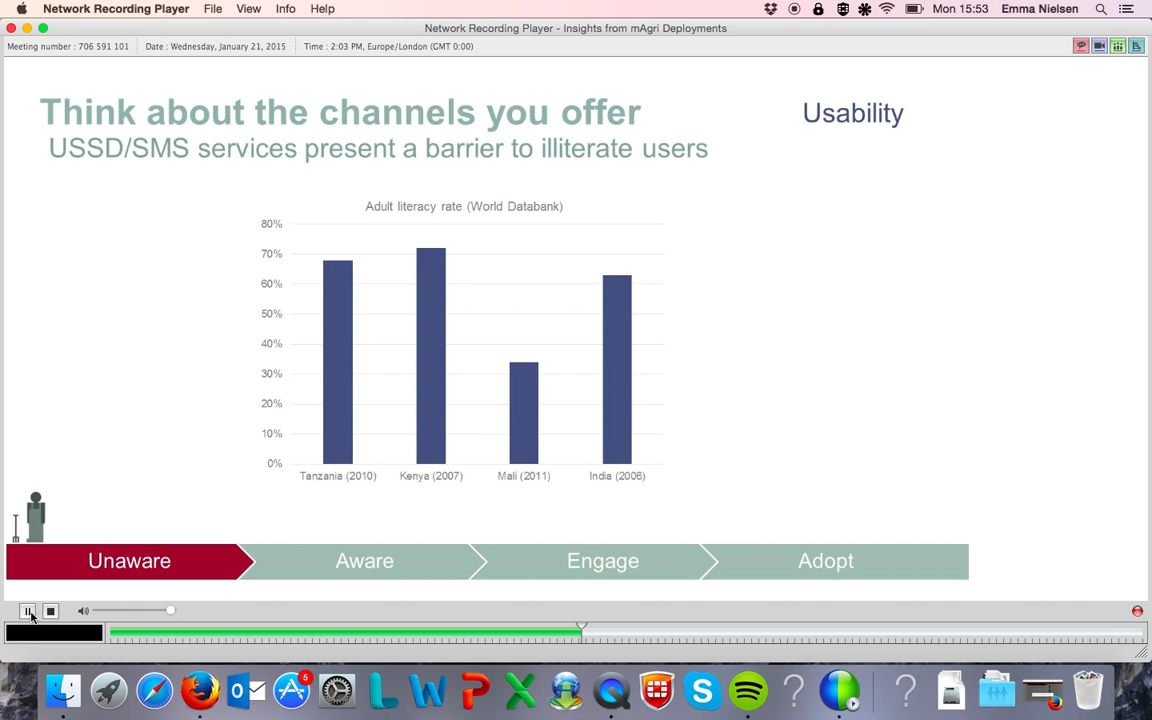 Network Recording Player File View Info Help Mon 15:53 Emma Nielsen
Network Recording Player - Insights from mAgri Deployments
Meeting number : 706 591 101 Date : Wednesday, January 21, 2015 Time : 2:03 PM, Europe/London (GMT 0:00)
Think about the channels you offer
Usability
USSD/SMS services present a barrier to illiterate users
Adult literacy rate (World Databank)
80%
70%
60%
50%
40%
30%
20%
10%
0%
Tanzania (2010) Kenya (2007) Mali (2011) India (2006)
Unaware Aware Engage Adopt
5